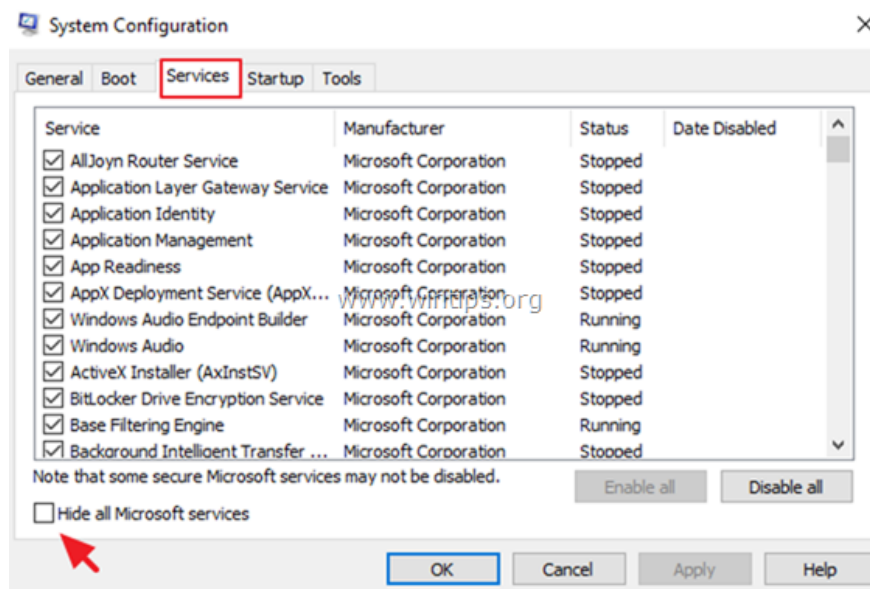 System Configuration
General Boot Services Startup Tools
Service Manufacturer Status Date Disabled
AllJoyn Router Service Microsoft Corporation Stopped
Application Layer Gateway Service Microsoft Corporation Stopped
Application Identity Microsoft Corporation Stopped
Application Management Microsoft Corporation Stopped
App Readiness Microsoft Corporation Stopped
AppX Deployment Service (AppX... Microsoft Corporation Stopped
www.wintips.org
Windows Audio Endpoint Builder Microsoft Corporation Running
Windows Audio Microsoft Corporation Running
ActiveX Installer (AxInstSV) Microsoft Corporation Stopped
BitLocker Drive Encryption Service Microsoft Corporation Stopped
Base Filtering Engine Microsoft Corporation Running
Background Intelligent Transfer ... Microsoft Corporation Stopped
Note that some secure Microsoft services may not be disabled.
Enable all Disable all
Hide all Microsoft services
OK Cancel Apply Help